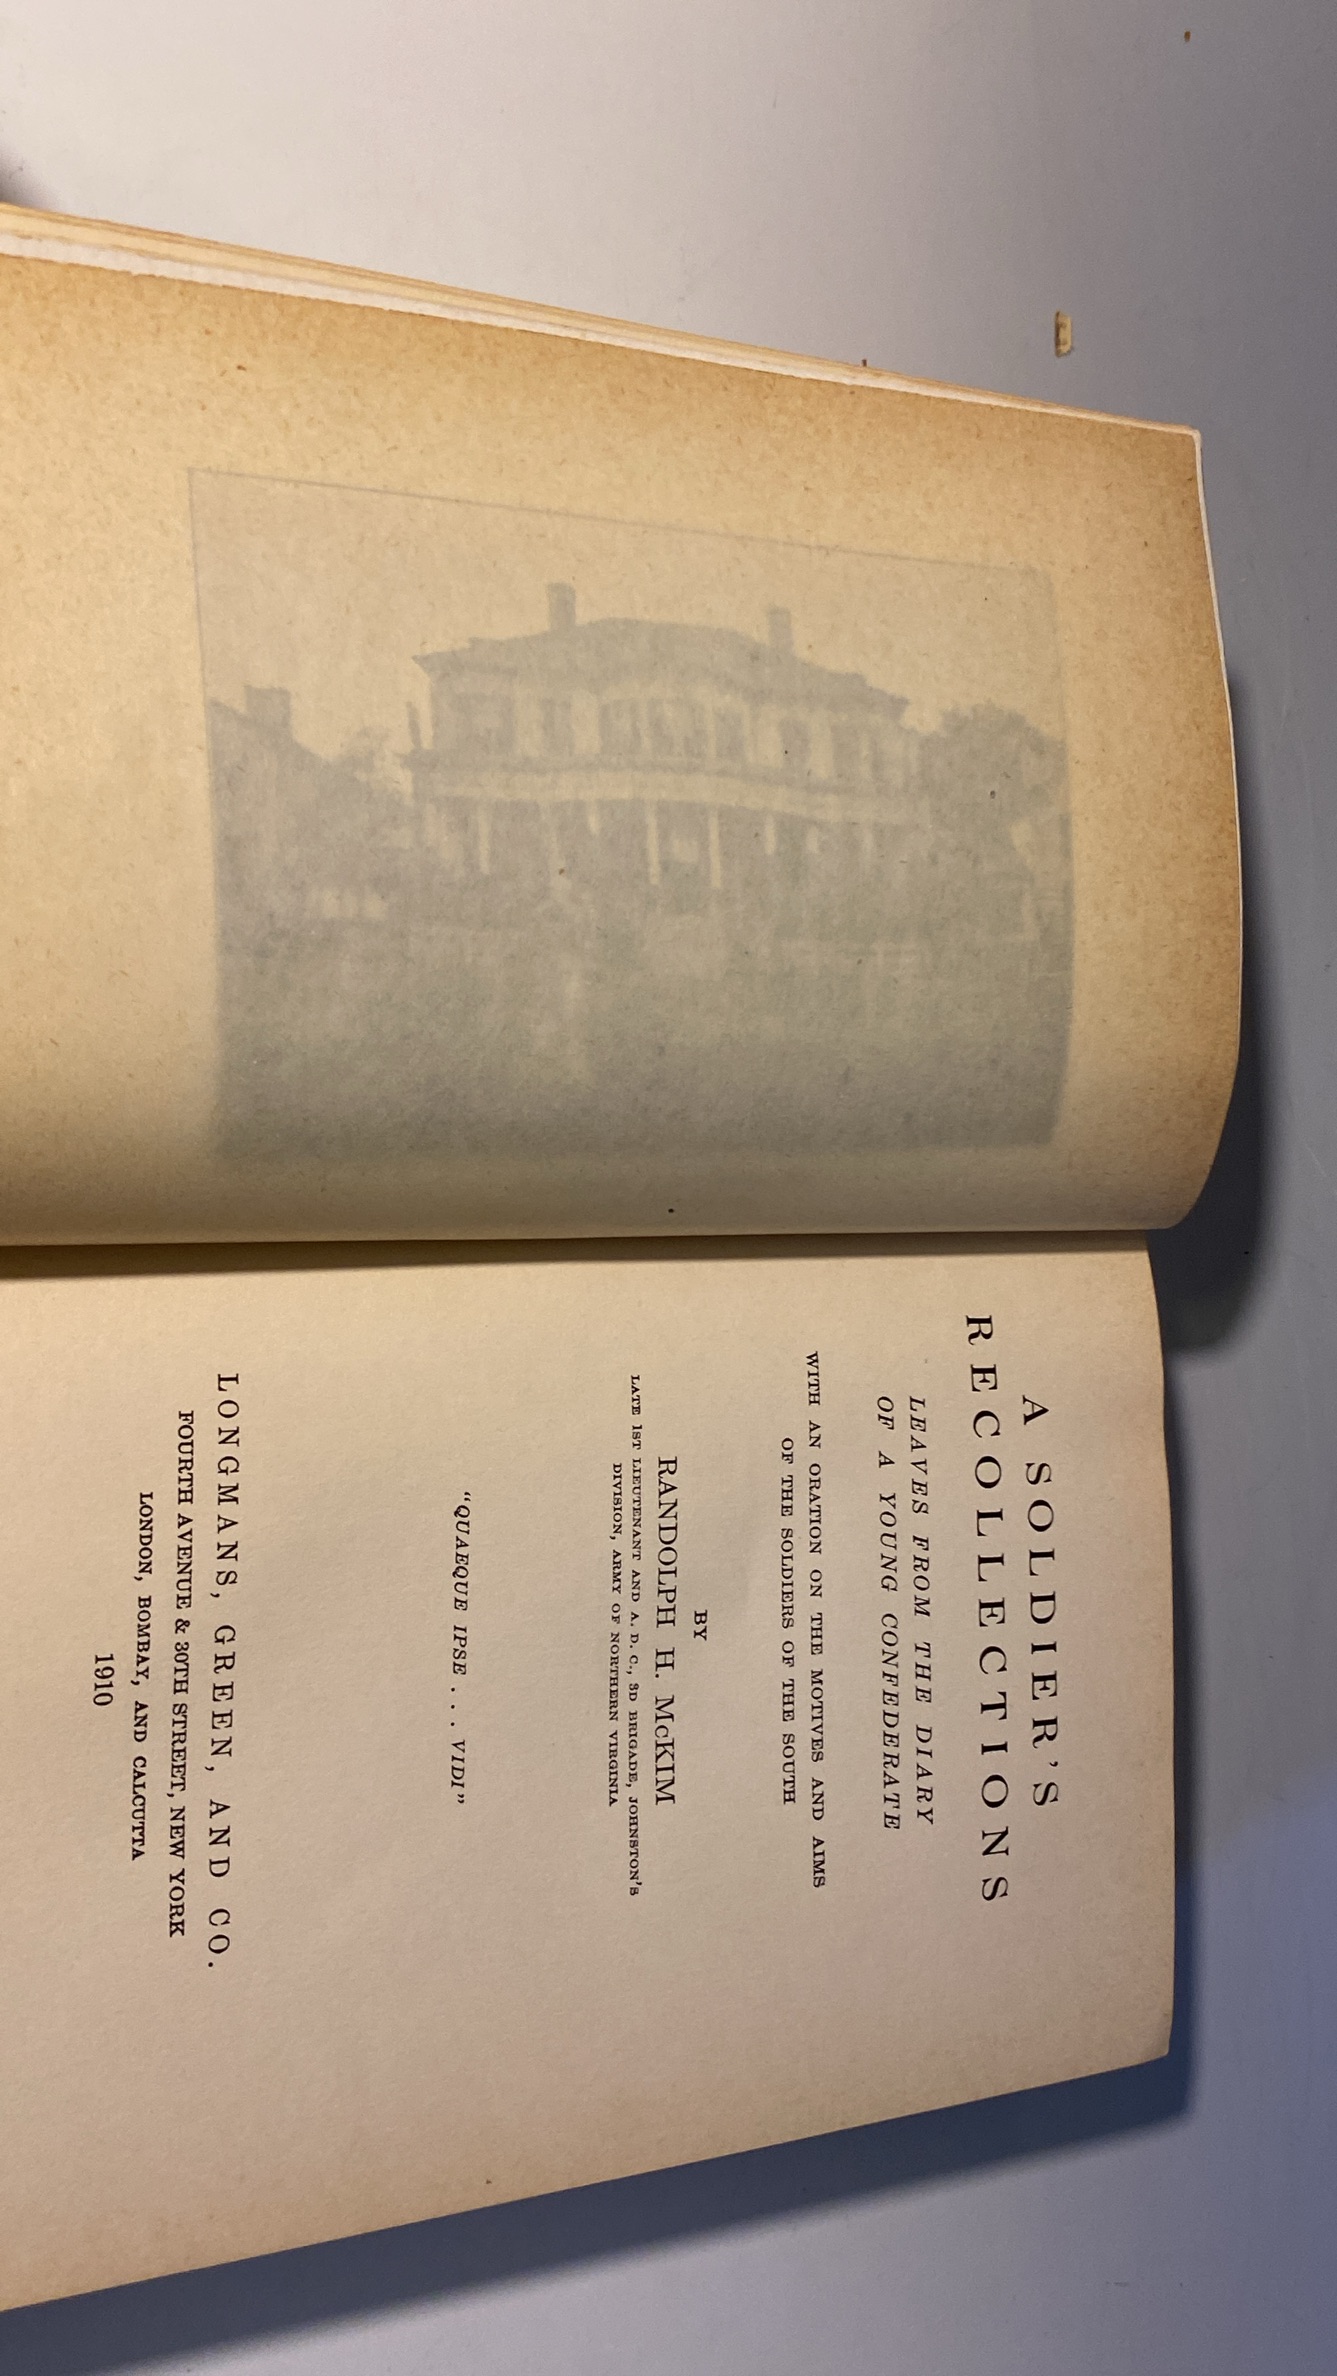 A SOLDIER'S
RECOLLECTIONS
LEAVES FROM THE DIARY
OF A YOUNG CONFEDERATE
WITH AN ORATION ON THE MOTIVES AND AIMS
OF THE SOLDIERS OF THE SOUTH
BY
RANDOLPH H. McKIM
LATE 1ST LIEUTENANT AND A. D. C., 3D BRIGADE, JOHNSTON'S
DIVISION, ARMY OF NORTHERN VIRGINIA
"QUAEQUE IPSE . . . VIDI"
LONGMANS, GREEN, AND CO.
FOURTH AVENUE & 30TH STREET, NEW YORK
LONDON, BOMBAY, AND CALCUTTA
1910